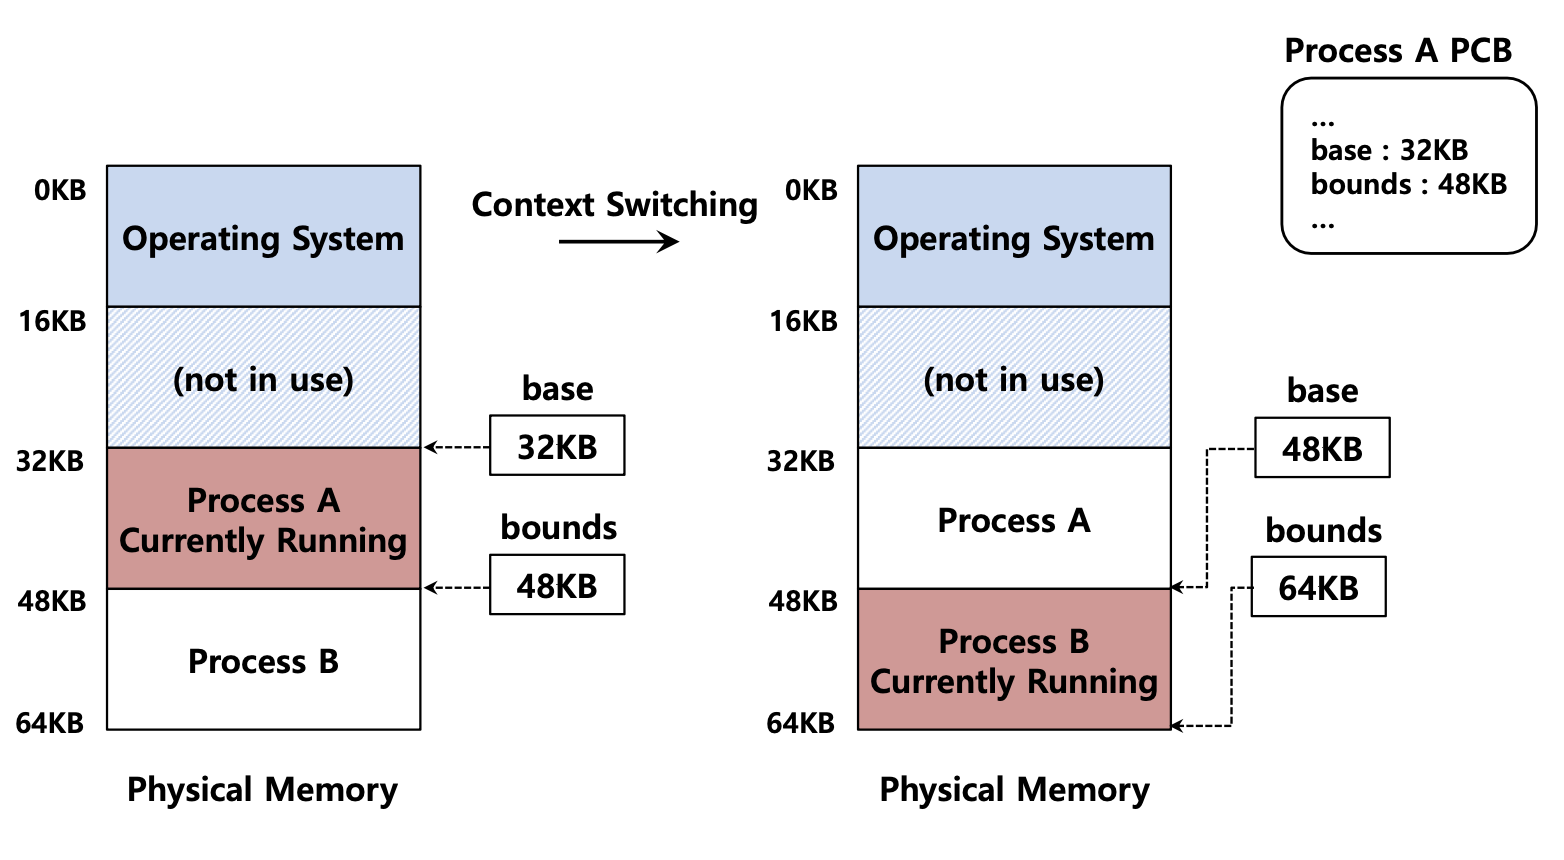 Process A PCB
...
base : 32KB
bounds : 48KB
...
0KB
Operating System
16KB
(not in use)
32KB
Process A
Currently Running
48KB
Process B
64KB
Physical Memory
base
32KB
bounds
48KB
Context Switching
0KB
Operating System
16KB
(not in use)
32KB
Process A
48KB
Process B
Currently Running
64KB
Physical Memory
base
48KB
bounds
64KB